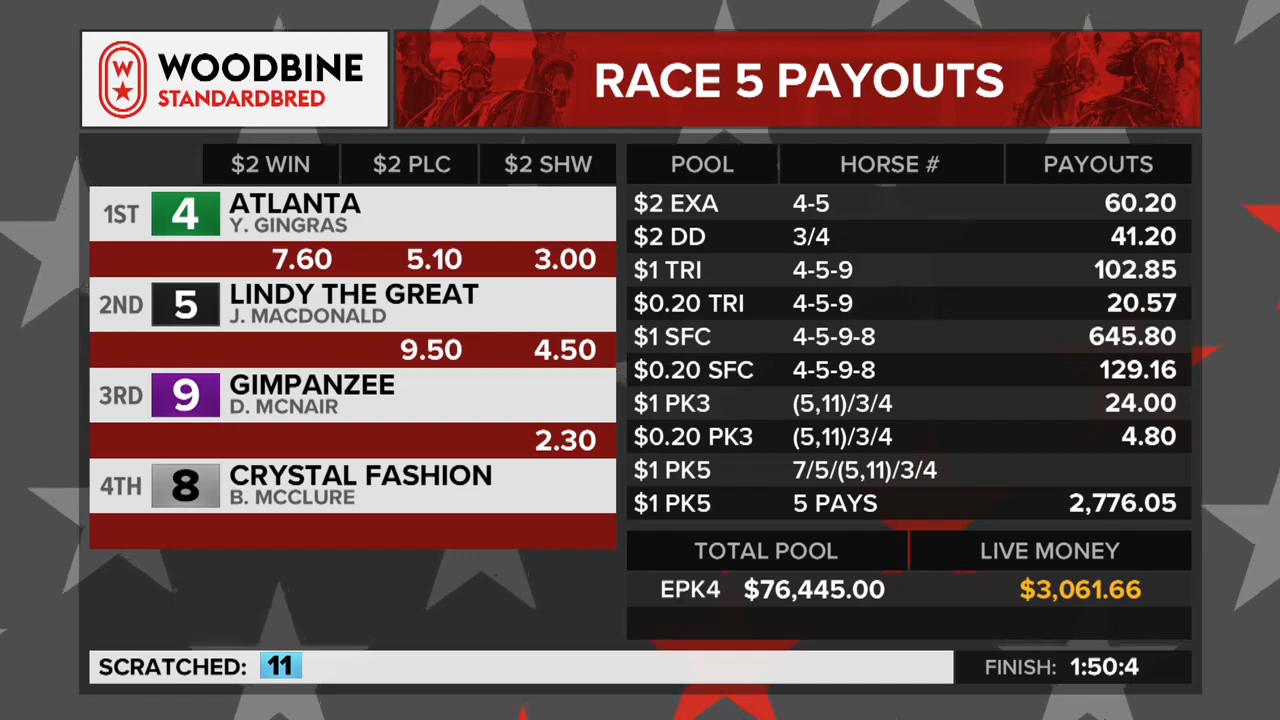 W
WOODBINE
STANDARDBRED
RACE 5 PAYOUTS
$2 WIN $2 PLC $2 SHW
1ST 4 ATLANTA
Y. GINGRAS
7.60 5.10 3.00
2ND 5 LINDY THE GREAT
J. MACDONALD
9.50 4.50
3RD 9 GIMPANZEE
D. MCNAIR
2.30
4TH 8 CRYSTAL FASHION
B. MCCLURE
POOL HORSE # PAYOUTS
$2 EXA 4-5 60.20
$2 DD 3/4 41.20
$1 TRI 4-5-9 102.85
$0.20 TRI 4-5-9 20.57
$1 SFC 4-5-9-8 645.80
$0.20 SFC 4-5-9-8 129.16
$1 PK3 (5,11)/3/4 24.00
$0.20 PK3 (5,11)/3/4 4.80
$1 PK5 7/5/(5,11)/3/4
$1 PK5 5 PAYS 2,776.05
TOTAL POOL LIVE MONEY
EPK4 $76,445.00 $3,061.66
SCRATCHED: 11
FINISH: 1:50:4